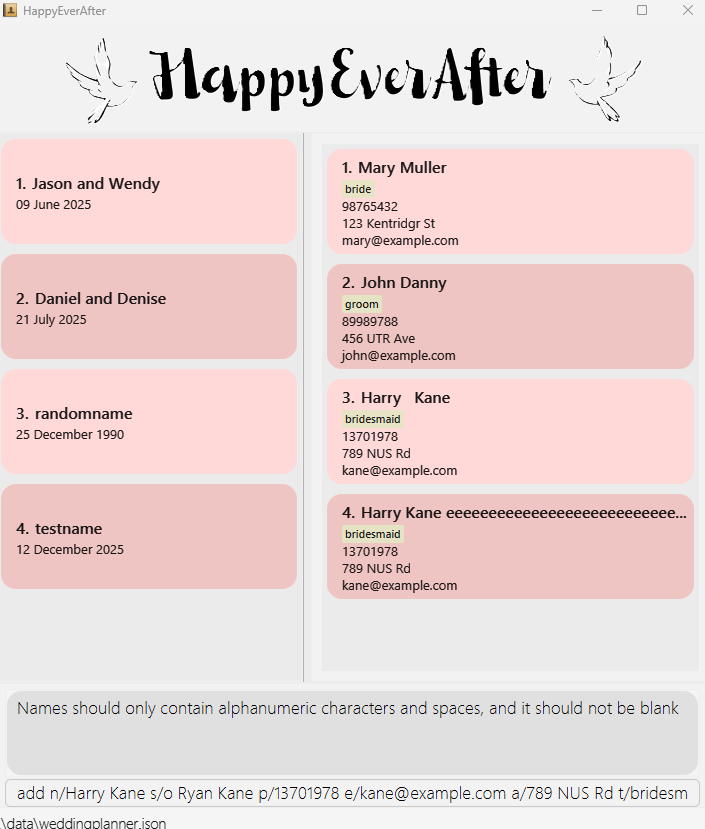 HappyEverAfter
HappyEverAfter
1. Jason and Wendy
09 June 2025
2. Daniel and Denise
21 July 2025
3. randomname
25 December 1990
4. testname
12 December 2025
1. Mary Muller
bride
98765432
123 Kentridgr St
mary@example.com
2. John Danny
groom
89989788
456 UTR Ave
john@example.com
3. Harry   Kane
bridesmaid
13701978
789 NUS Rd
kane@example.com
4. Harry Kane eeeeeeeeeeeeeeeeeeeeeeeeeee...
bridesmaid
13701978
789 NUS Rd
kane@example.com
Names should only contain alphanumeric characters and spaces, and it should not be blank
add n/Harry Kane s/o Ryan Kane p/13701978 e/kane@example.com a/789 NUS Rd t/bridesm
.\data\weddingplanner.json